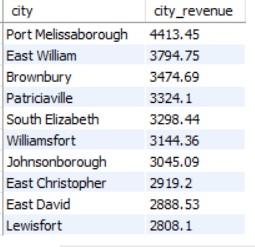 city city_revenue
Port Melissaborough 4413.45
East William 3794.75
Brownbury 3474.69
Patriciaville 3324.1
South Elizabeth 3298.44
Williamsfort 3144.36
Johnsonborough 3045.09
East Christopher 2919.2
East David 2888.53
Lewisfort 2808.1